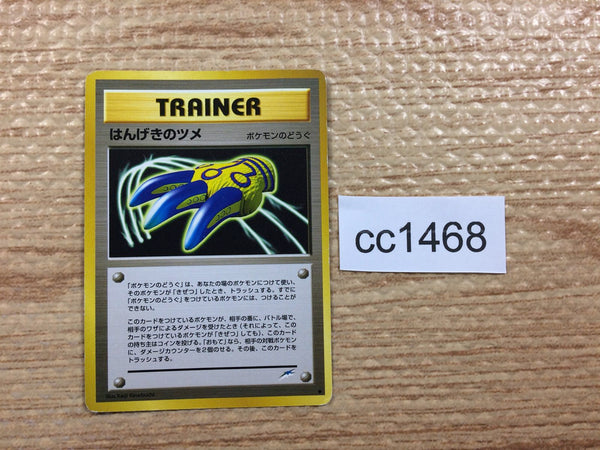 TRAINER
はんげきのツメ ポケモンのどうぐ
「ポケモンのどうぐ」は、あなたの場のポケモンにつけて使い、
そのポケモンが「きぜつ」したとき、トラッシュする。すでに
「ポケモンのどうぐ」をつけているポケモンには、つけることが
できない。
このカードをつけているポケモンが、相手の番に、バトル場で、
相手のワザによるダメージを受けたとき（それによって、この
カードをつけているポケモンが「きぜつ」しても）、このカード
の持ち主はコインを投げる。「おもて」なら、相手の対戦ポケモン
に、ダメージカウンターを2個のせる。その後、このカードを
トラッシュする。
Illus. Keiji Kinebuchi
cc1468